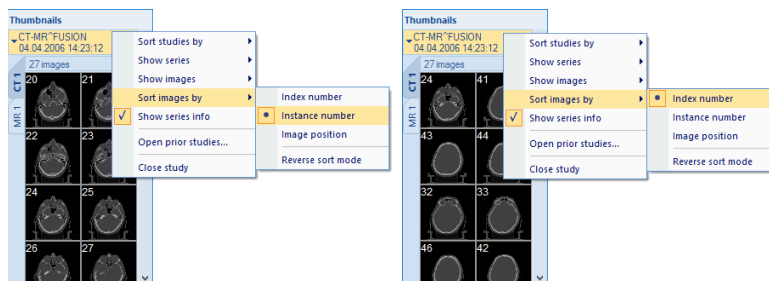 Thumbnails
CT-MR^FUSION
04.04.2006 14:23:12
27 images
CT 1
MR 1
20 21
22 23
24 25
26 27
Sort studies by
Show series
Show images
Sort images by
Show series info
Open prior studies...
Close study
Index number
Instance number
Image position
Reverse sort mode
Thumbnails
CT-MR^FUSION
04.04.2006 14:23:12
27 images
CT 1
MR 1
24 41
43 44
32 33
46 42
Sort studies by
Show series
Show images
Sort images by
Show series info
Open prior studies...
Close study
Index number
Instance number
Image position
Reverse sort mode